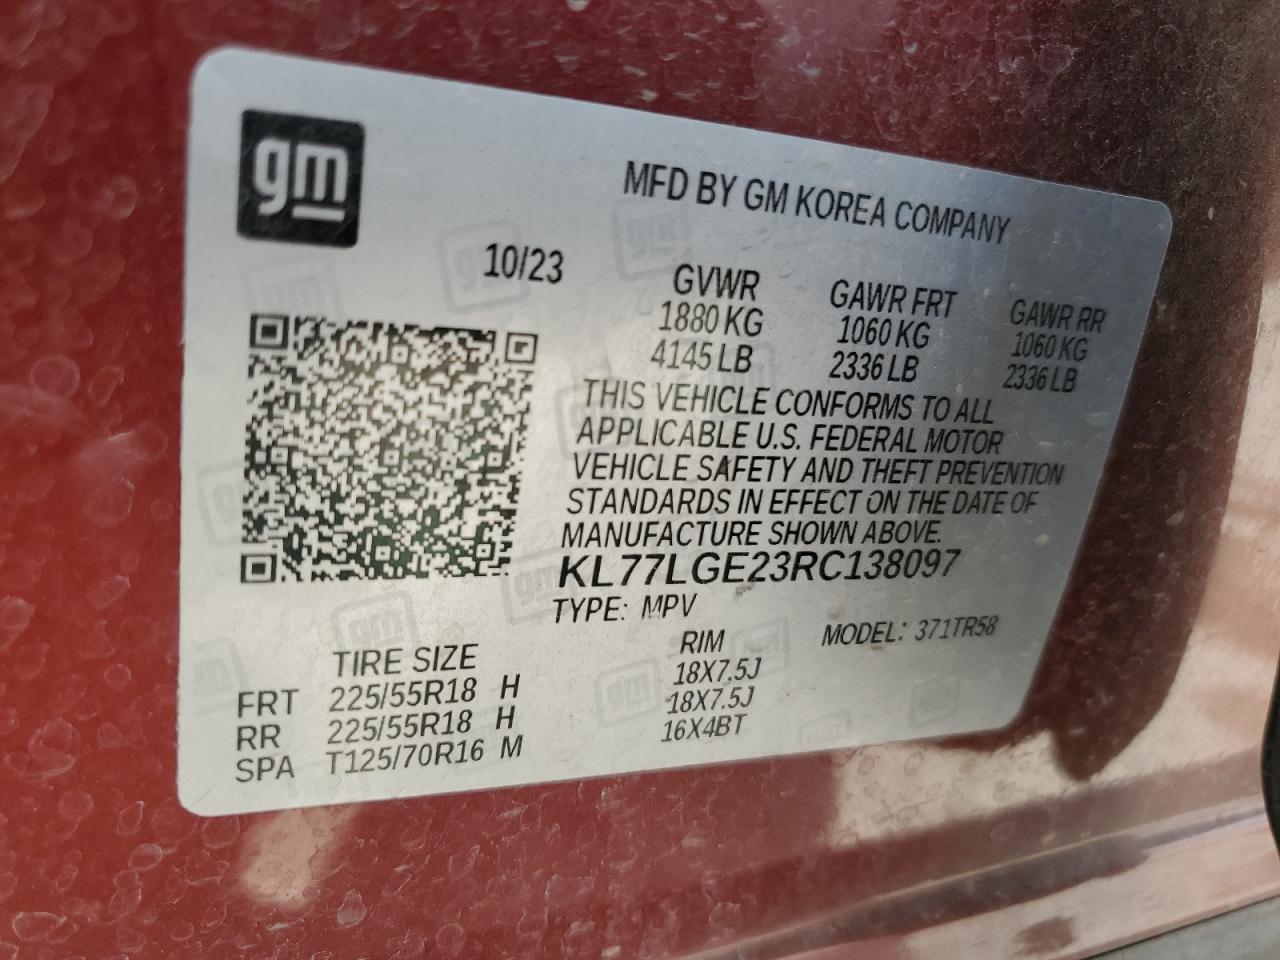 gm
MFD BY GM KOREA COMPANY
10/23
GVWR GAWR FRT GAWR RR
1880 KG 1060 KG 1060 KG
4145 LB 2336 LB 2336 LB
THIS VEHICLE CONFORMS TO ALL
APPLICABLE U.S. FEDERAL MOTOR
VEHICLE SAFETY AND THEFT PREVENTION
STANDARDS IN EFFECT ON THE DATE OF
MANUFACTURE SHOWN ABOVE.
KL77LGE23RC138097
TYPE: MPV MODEL: 371TR58
TIRE SIZE RIM
FRT 225/55R18 H 18X7.5J
RR 225/55R18 H 18X7.5J
SPA T125/70R16 M 16X4BT